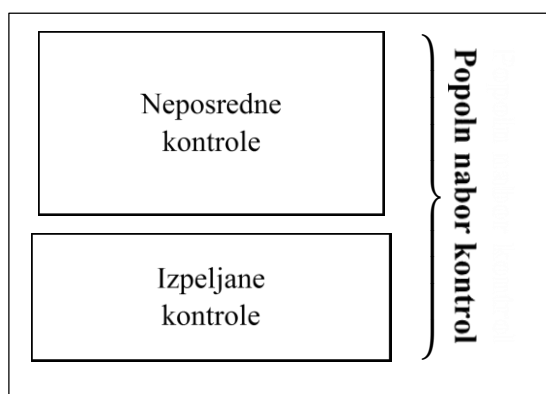 Neposredne
kontrole
Izpeljane
kontrole
Popoln nabor kontrol